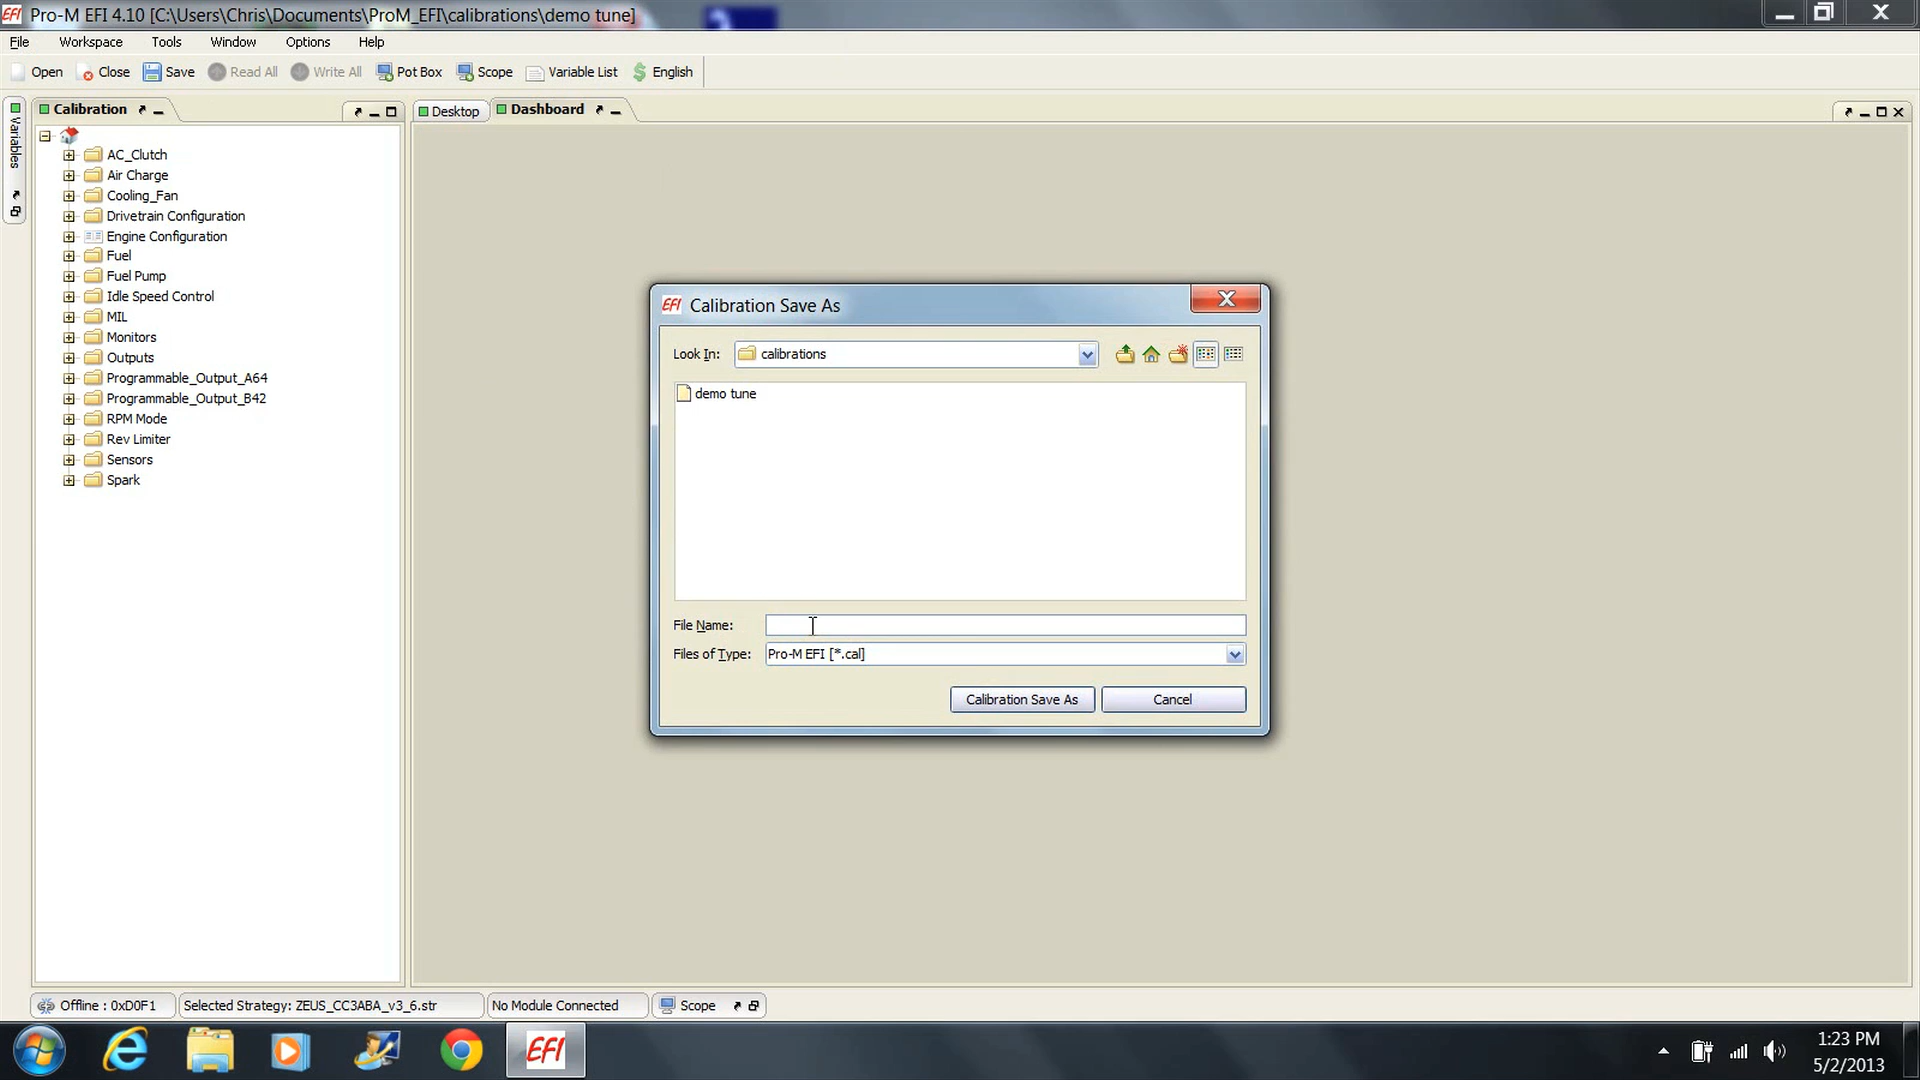 EFI Pro-M EFI 4.10 [C:\Users\Chris\Documents\ProM_EFI\calibrations\demo tune]
File Workspace Tools Window Options Help
Open Close Save Read All Write All Pot Box Scope Variable List $ English
Variables
Calibration
Desktop Dashboard
AC_Clutch
Air Charge
Cooling_Fan
Drivetrain Configuration
Engine Configuration
Fuel
Fuel Pump
Idle Speed Control
MIL
Monitors
Outputs
Programmable_Output_A64
Programmable_Output_B42
RPM Mode
Rev Limiter
Sensors
Spark
EFI Calibration Save As
Look In: calibrations
demo tune
File Name:
Files of Type: Pro-M EFI [*.cal]
Calibration Save As Cancel
Offline : 0xD0F1 Selected Strategy: ZEUS_CC3ABA_v3_6.str No Module Connected Scope
EFI
1:23 PM
5/2/2013